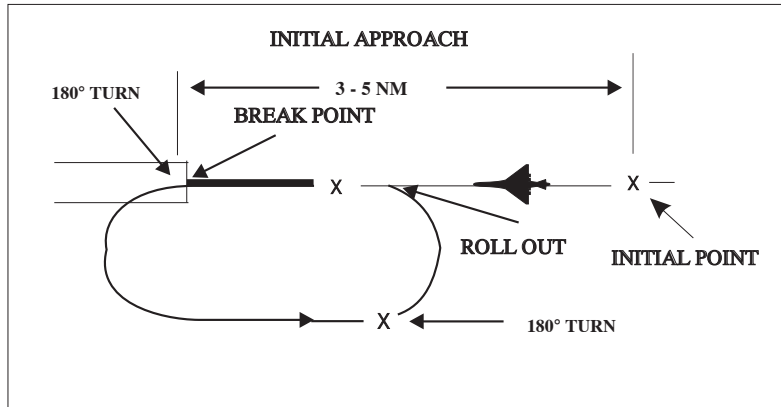 INITIAL APPROACH
3 - 5 NM
180° TURN
BREAK POINT
X
X
ROLL OUT
INITIAL POINT
X
180° TURN